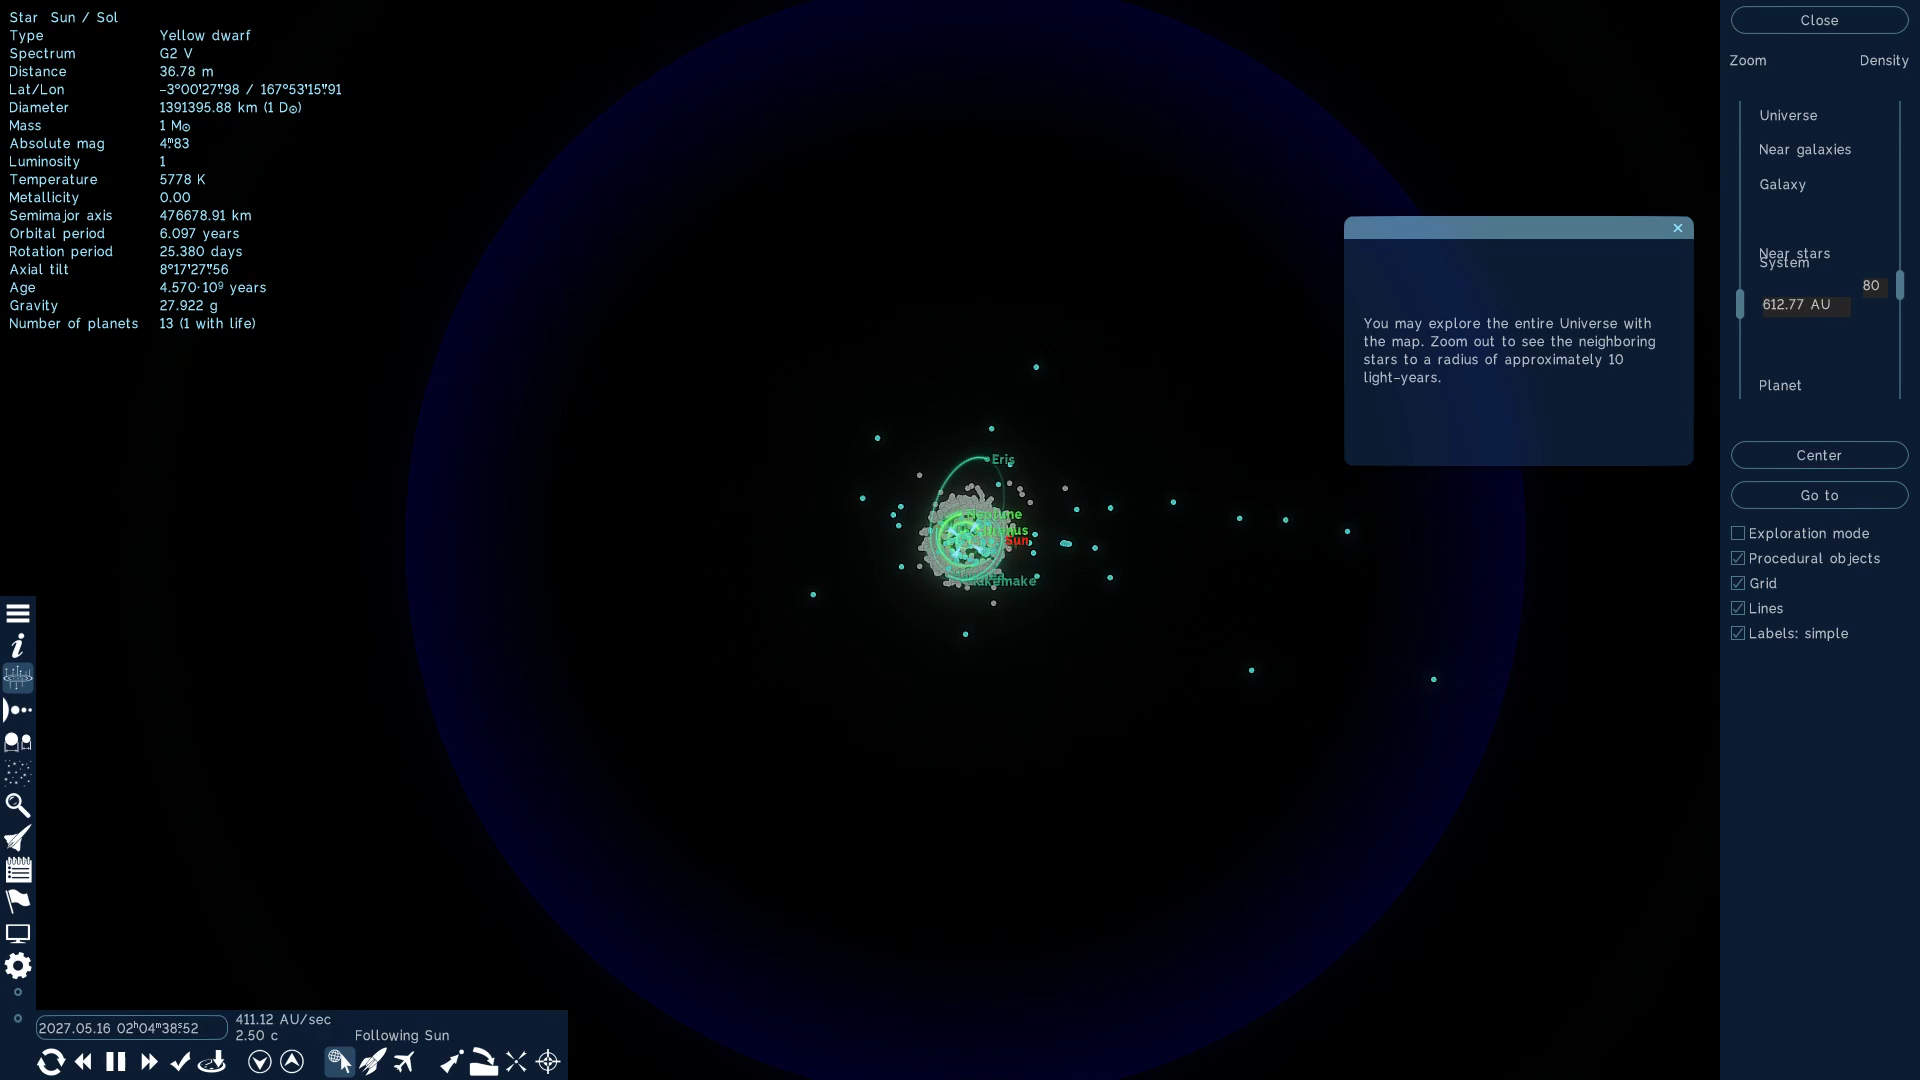 Star Sun / Sol
Type Yellow dwarf
Spectrum G2 V
Distance 36.78 m
Lat/Lon -3°00'27"98 / 167°53'15"91
Diameter 1391395.88 km (1 D⊙)
Mass 1 M⊙
Absolute mag 4ᵐ83
Luminosity 1
Temperature 5778 K
Metallicity 0.00
Semimajor axis 476678.91 km
Orbital period 6.097 years
Rotation period 25.380 days
Axial tilt 8°17'27"56
Age 4.570·10⁹ years
Gravity 27.922 g
Number of planets 13 (1 with life)
Eris
Neptune
Sun
Close
Zoom Density
Universe
Near galaxies
Galaxy
Near stars
System
80
612.77 AU
Planet
You may explore the entire Universe with
the map. Zoom out to see the neighboring
stars to a radius of approximately 10
light-years.
Center
Go to
Exploration mode
Procedural objects
Grid
Lines
Labels: simple
2027.05.16 02ʰ04ᵐ38ˢ52
411.12 AU/sec
2.50 c
Following Sun